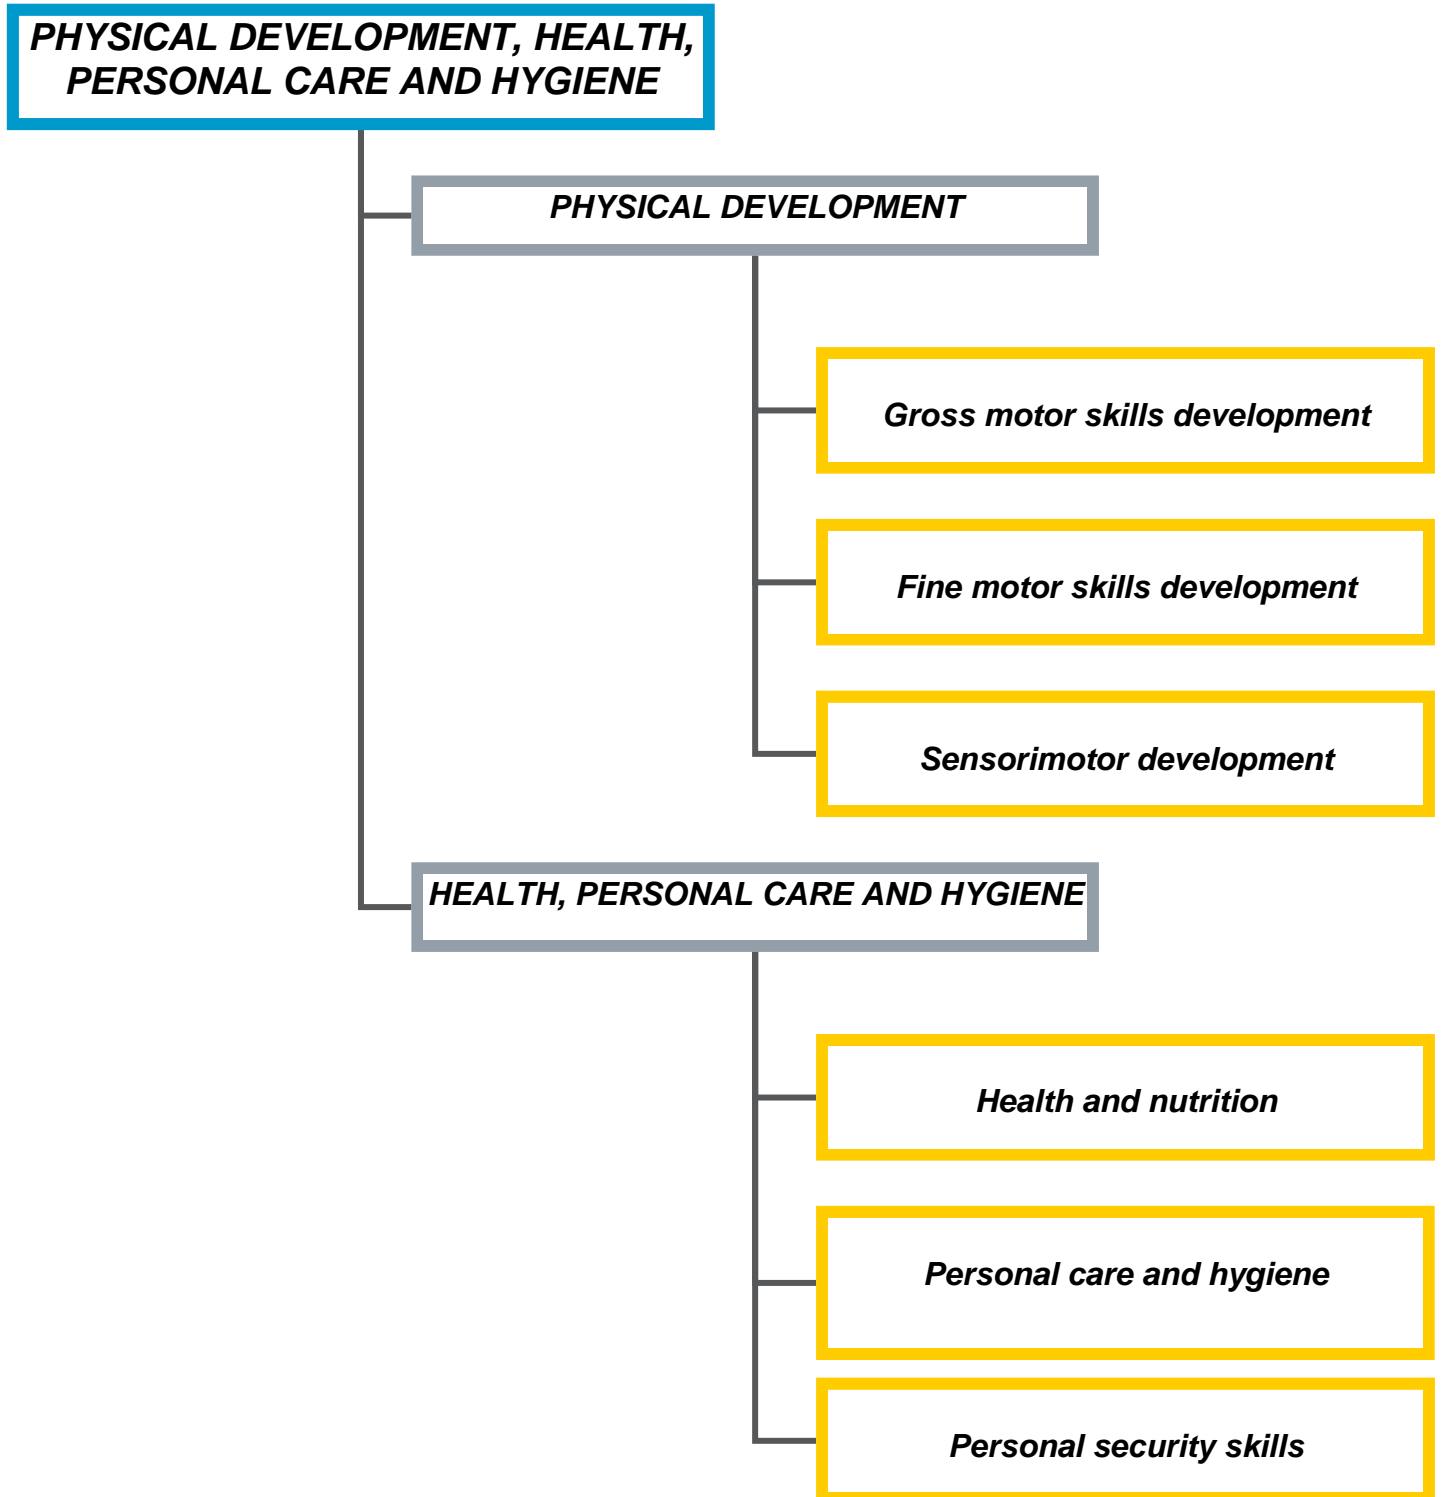 PHYSICAL DEVELOPMENT, HEALTH,
PERSONAL CARE AND HYGIENE
PHYSICAL DEVELOPMENT
Gross motor skills development
Fine motor skills development
Sensorimotor development
HEALTH, PERSONAL CARE AND HYGIENE
Health and nutrition
Personal care and hygiene
Personal security skills